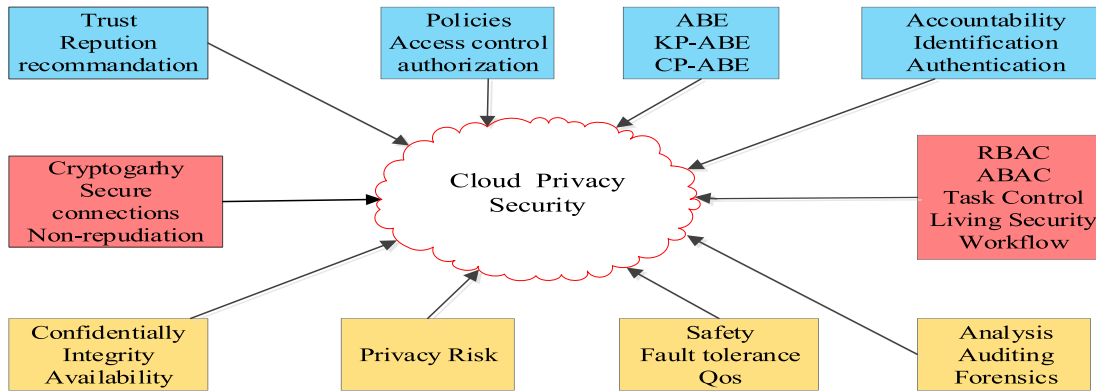 Trust
Repution
recommandation
Policies
Access control
authorization
ABE
KP-ABE
CP-ABE
Accountability
Identification
Authentication
Cryptogarhy
Secure
connections
Non-repudiation
Cloud Privacy
Security
RBAC
ABAC
Task Control
Living Security
Workflow
Confidentially
Integrity
Availability
Privacy Risk
Safety
Fault tolerance
Qos
Analysis
Auditing
Forensics